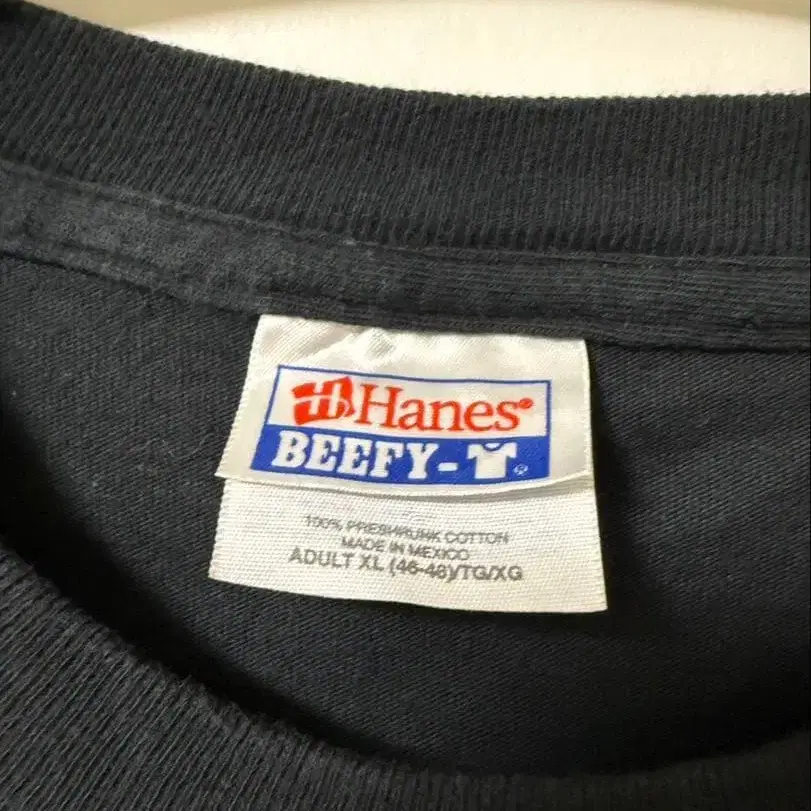 Hanes®
BEEFY-T®
100% PRESHRUNK COTTON
MADE IN MEXICO
ADULT XL (46-48)/TG/XG